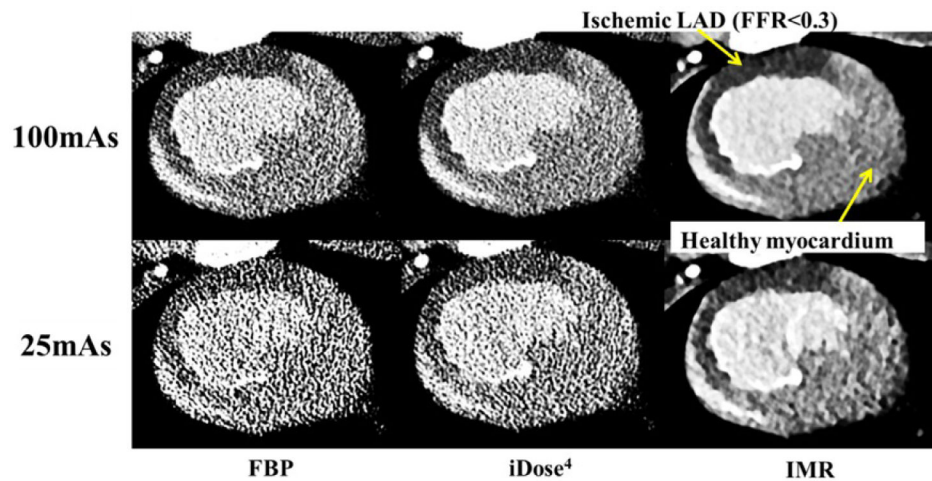 Ischemic LAD (FFR<0.3)
100mAs
Healthy myocardium
25mAs
FBP
iDose⁴
IMR